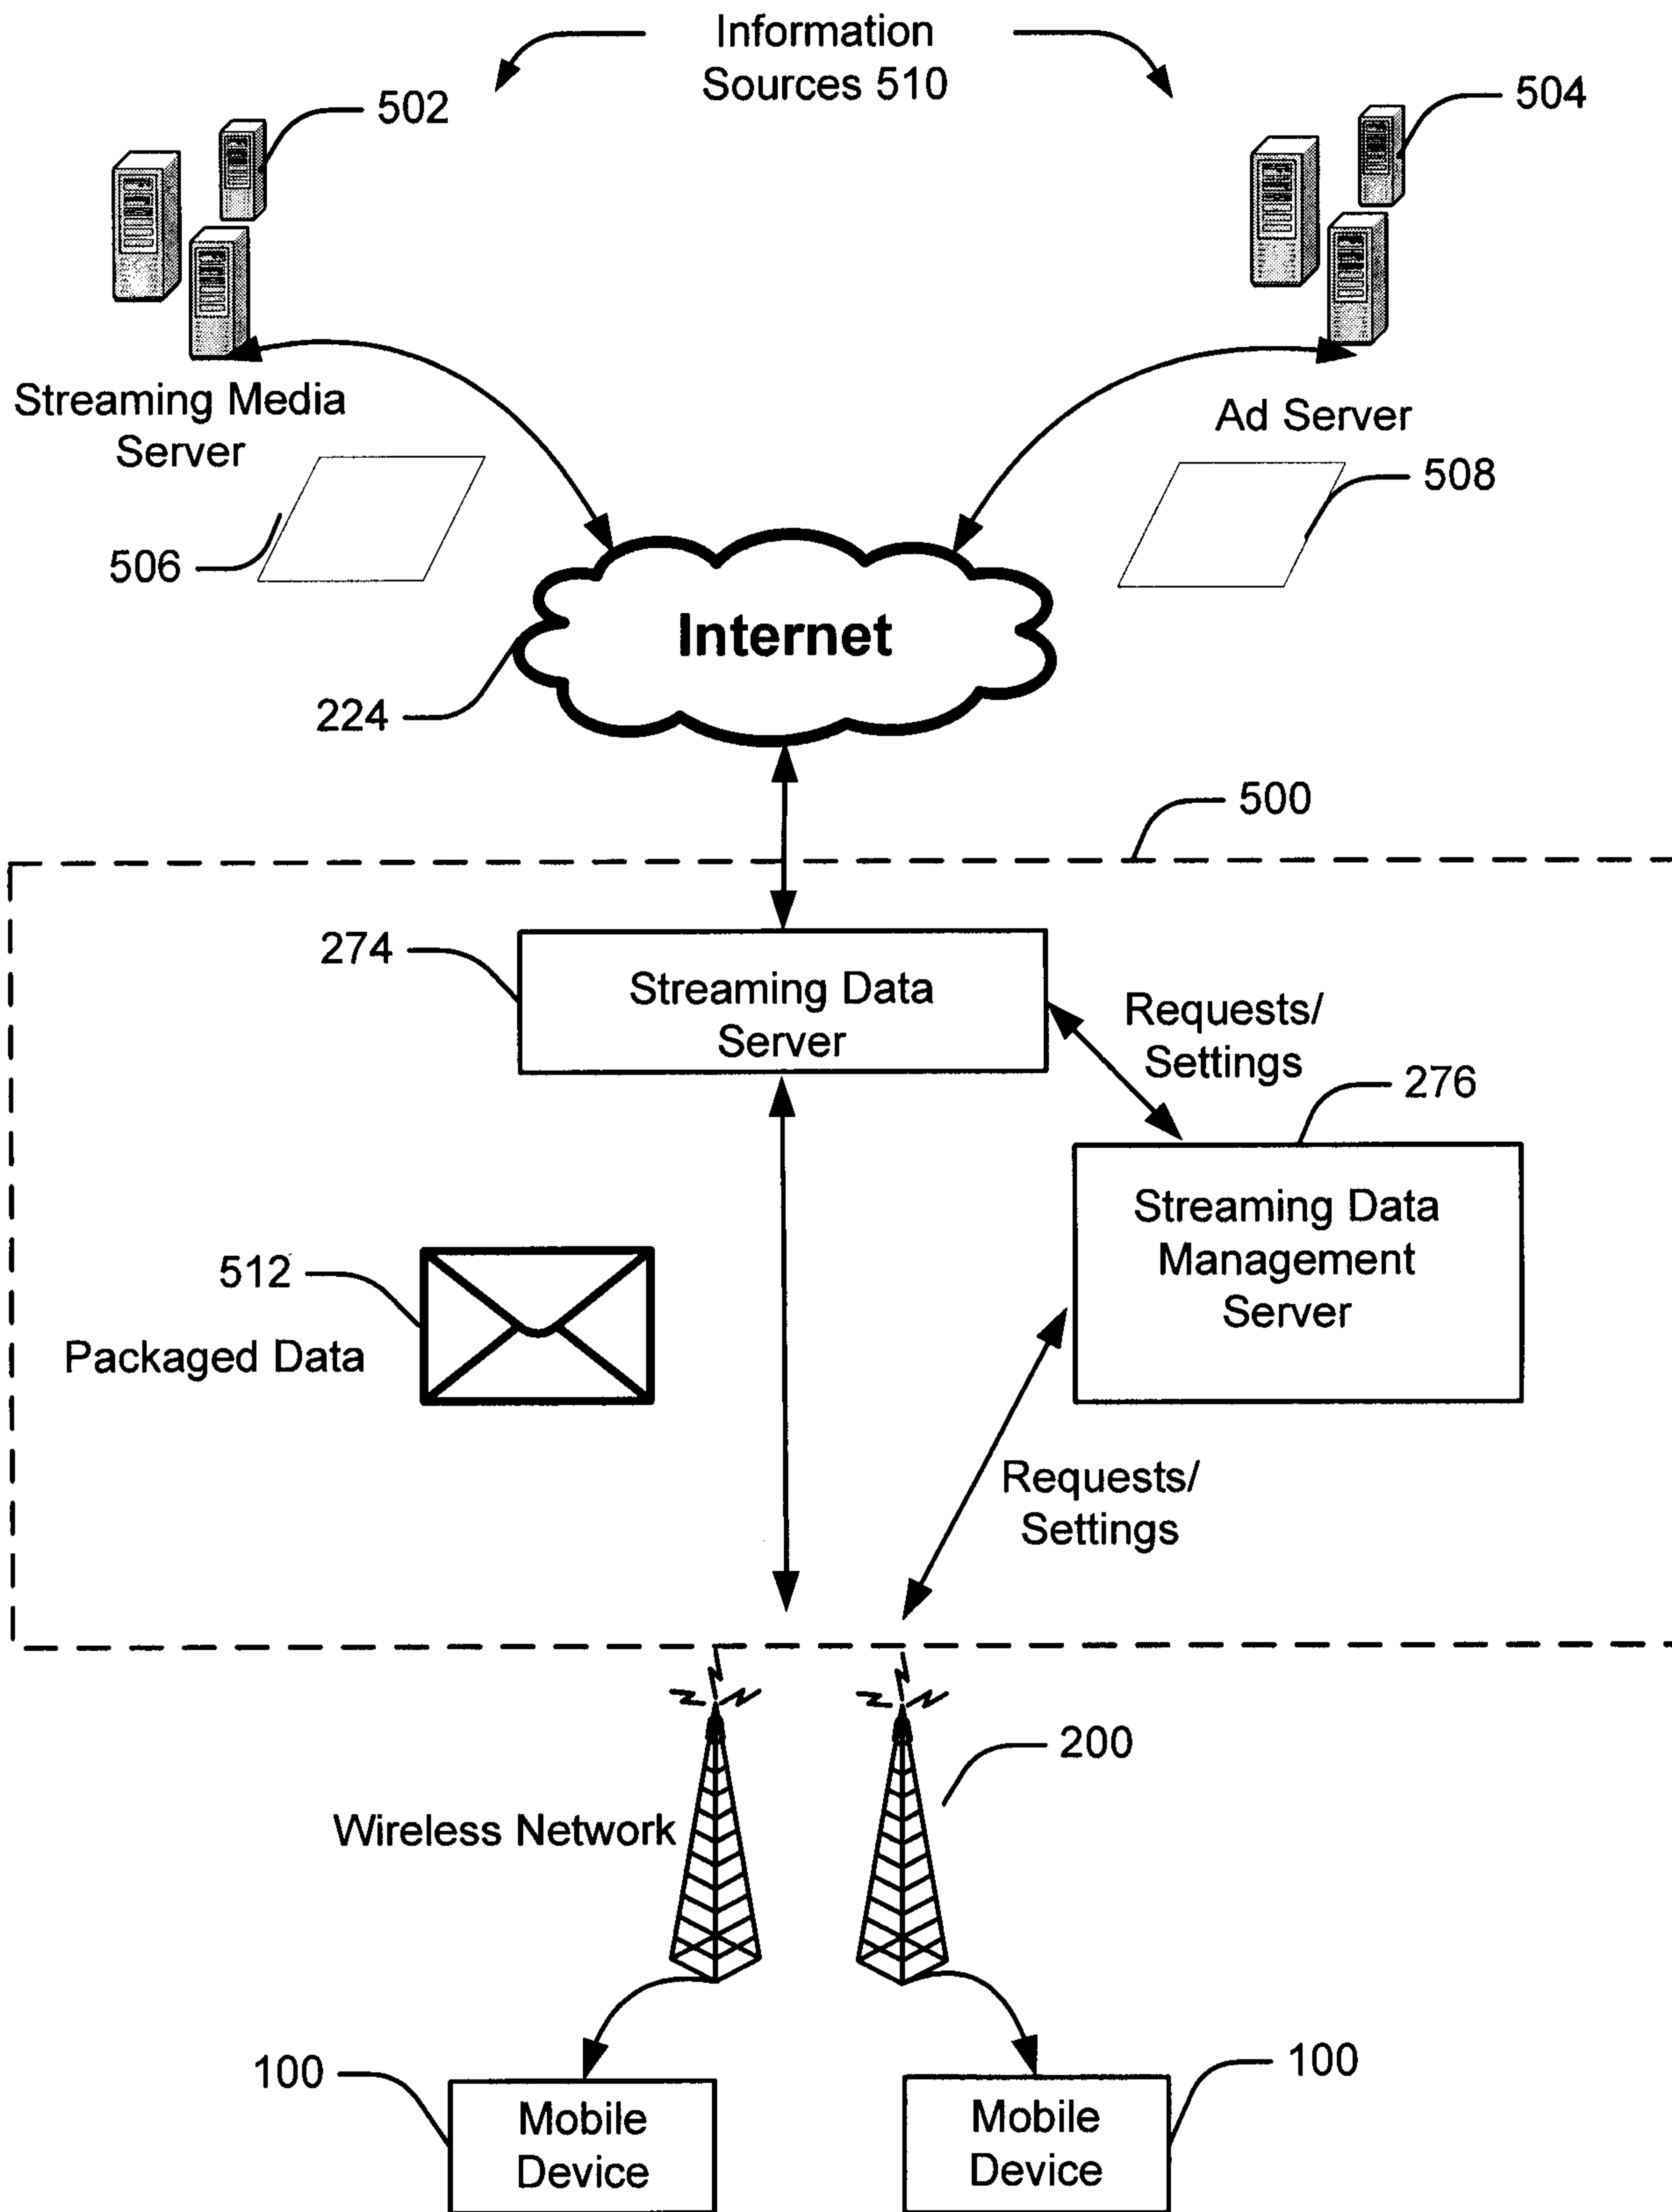 Information
Sources 510
502
504
Streaming Media
Server
Ad Server
506
508
Internet
224
500
274
Streaming Data
Server
Requests/
Settings
276
Streaming Data
Management
Server
512
Packaged Data
Requests/
Settings
200
Wireless Network
100
Mobile
Device
100
Mobile
Device